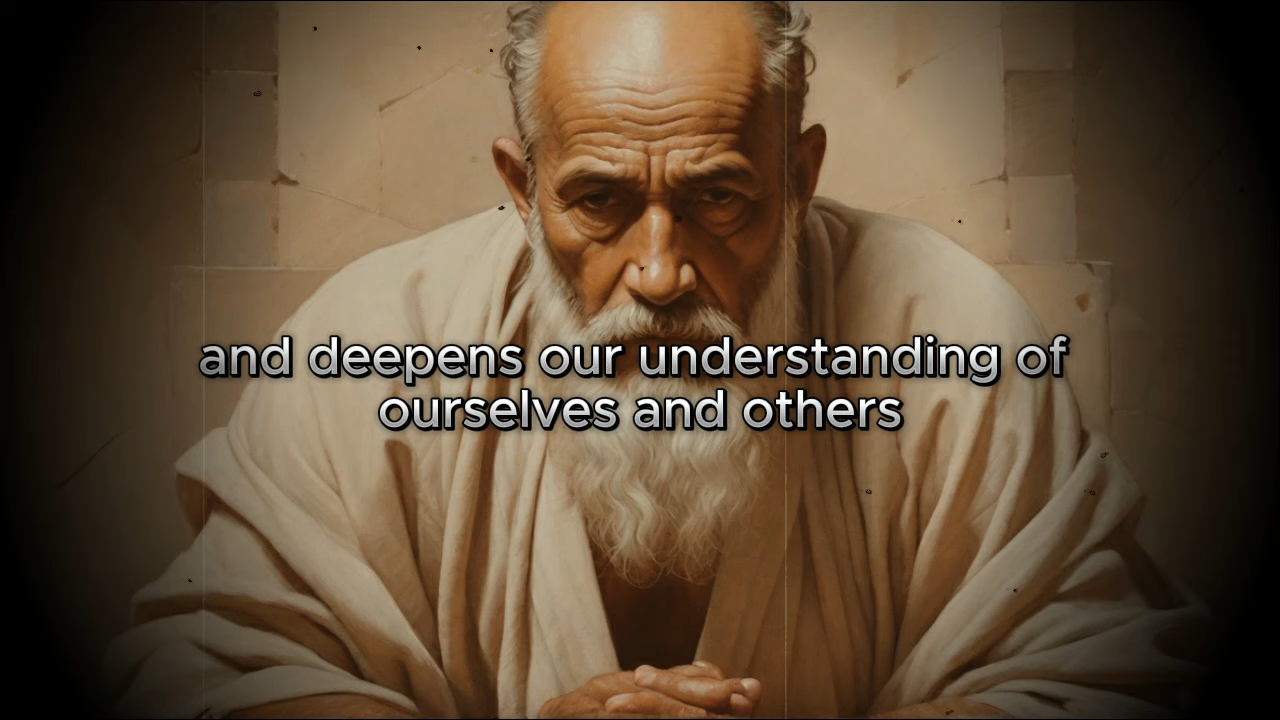 and deepens our understanding of
ourselves and others